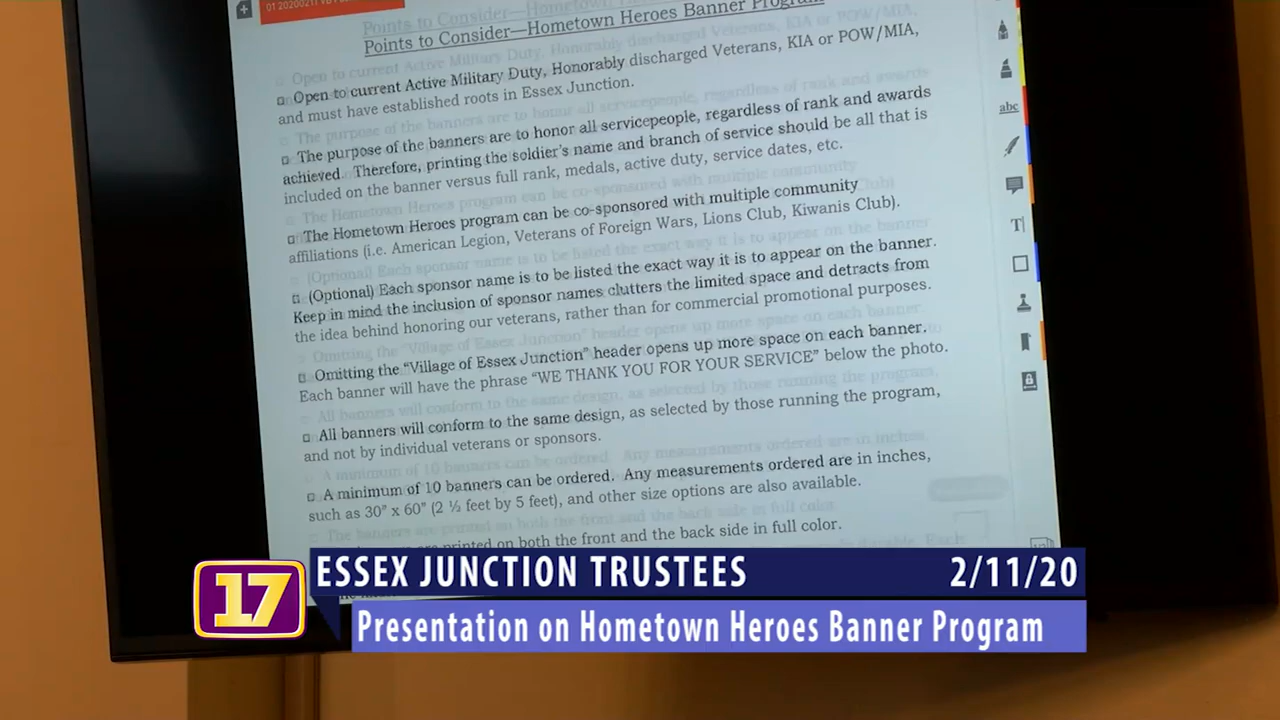 Points to Consider—Hometown Heroes Banner Program
Open to current Active Military Duty, Honorably discharged Veterans, KIA or POW/MIA,
and must have established roots in Essex Junction.
The purpose of the banners are to honor all servicepeople, regardless of rank and awards
achieved. Therefore, printing the soldier's name and branch of service should be all that is
included on the banner versus full rank, medals, active duty, service dates, etc.
The Hometown Heroes program can be co-sponsored with multiple community
affiliations (i.e. American Legion, Veterans of Foreign Wars, Lions Club, Kiwanis Club).
(Optional) Each sponsor name is to be listed the exact way it is to appear on the banner.
Keep in mind the inclusion of sponsor names clutters the limited space and detracts from
the idea behind honoring our veterans, rather than for commercial promotional purposes.
Omitting the "Village of Essex Junction" header opens up more space on each banner.
Each banner will have the phrase "WE THANK YOU FOR YOUR SERVICE" below the photo.
All banners will conform to the same design, as selected by those running the program,
and not by individual veterans or sponsors.
A minimum of 10 banners can be ordered. Any measurements ordered are in inches,
such as 30" x 60" (2 ½ feet by 5 feet), and other size options are also available.
printed on both the front and the back side in full color.
abc
T
17
ESSEX JUNCTION TRUSTEES 2/11/20
Presentation on Hometown Heroes Banner Program